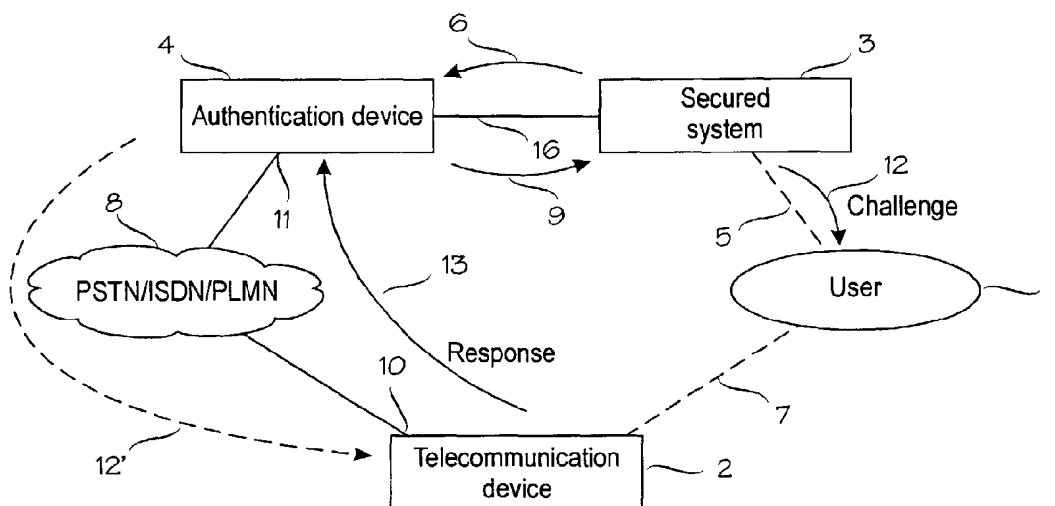 6
4
3
Authentication device
Secured
system
16
12
9
11
5
Challenge
8
13
PSTN/ISDN/PLMN
User
Response
10
7
12'
Telecommunication
device
2